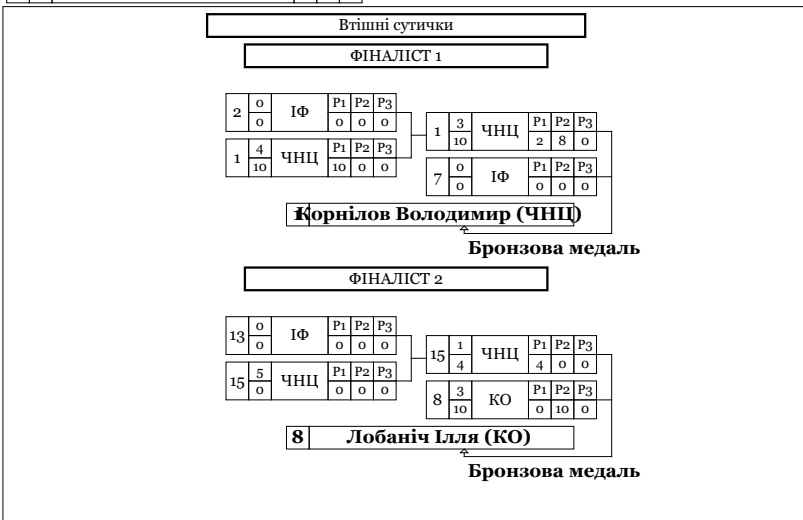 Втішні сутички
ФІНАЛІСТ 1
2 0 ІФ P1 P2 P3
0 0 0 0
1 4 ЧНЦ P1 P2 P3
10 10 0 0
1 3 ЧНЦ P1 P2 P3
10 2 8 0
7 0 ІФ P1 P2 P3
0 0 0 0
1 Корнілов Володимир (ЧНЦ)
Бронзова медаль
ФІНАЛІСТ 2
13 0 ІФ P1 P2 P3
0 0 0 0
15 5 ЧНЦ P1 P2 P3
0 0 0 0
15 1 ЧНЦ P1 P2 P3
4 4 0 0
8 3 КО P1 P2 P3
10 0 10 0
8 Лобаніч Ілля (КО)
Бронзова медаль